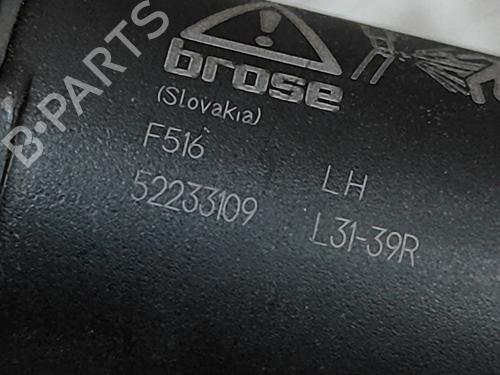 brose
(Slovakia)
F516 LH
52233109 L31-39R
B-PARTS